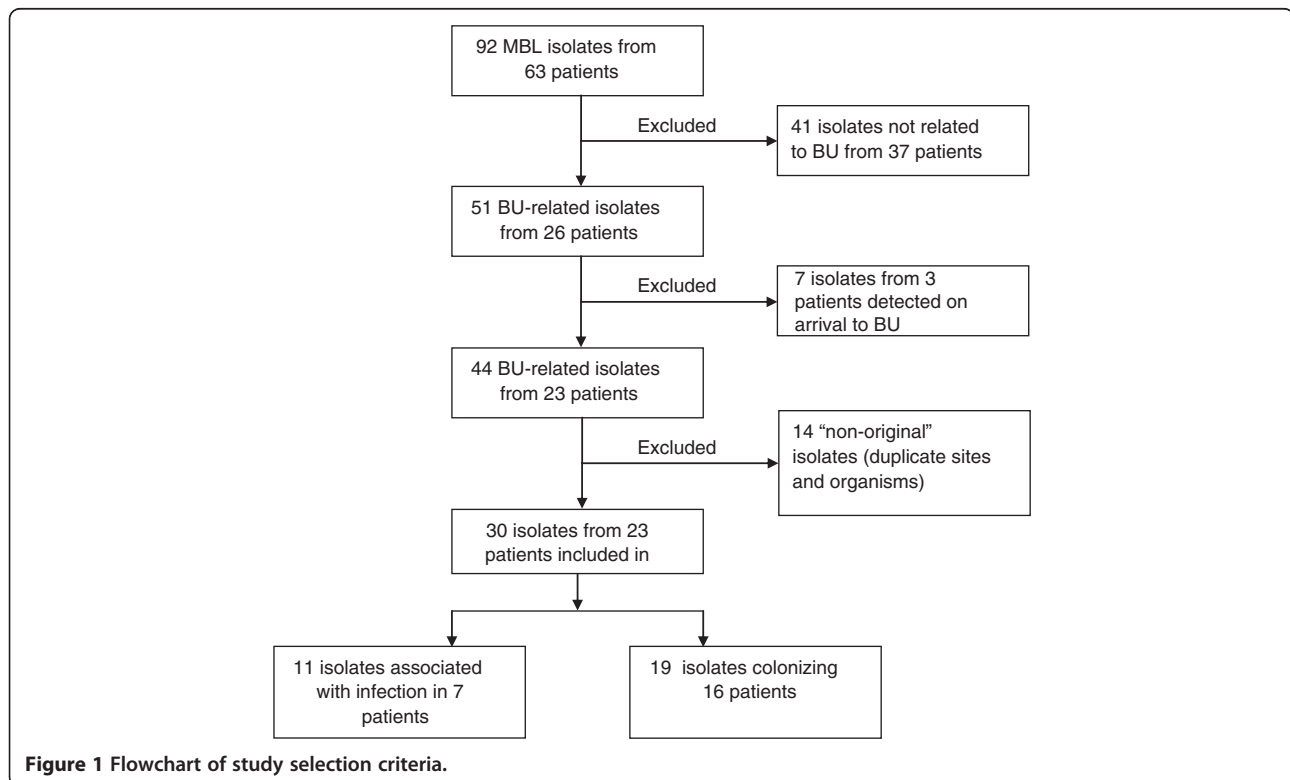 92 MBL isolates from
63 patients
Excluded
41 isolates not related
to BU from 37 patients
51 BU-related isolates
from 26 patients
Excluded
7 isolates from 3
patients detected on
arrival to BU
44 BU-related isolates
from 23 patients
Excluded
14 “non-original”
isolates (duplicate sites
and organisms)
30 isolates from 23
patients included in
11 isolates associated
with infection in 7
patients
19 isolates colonizing
16 patients
Figure 1 Flowchart of study selection criteria.